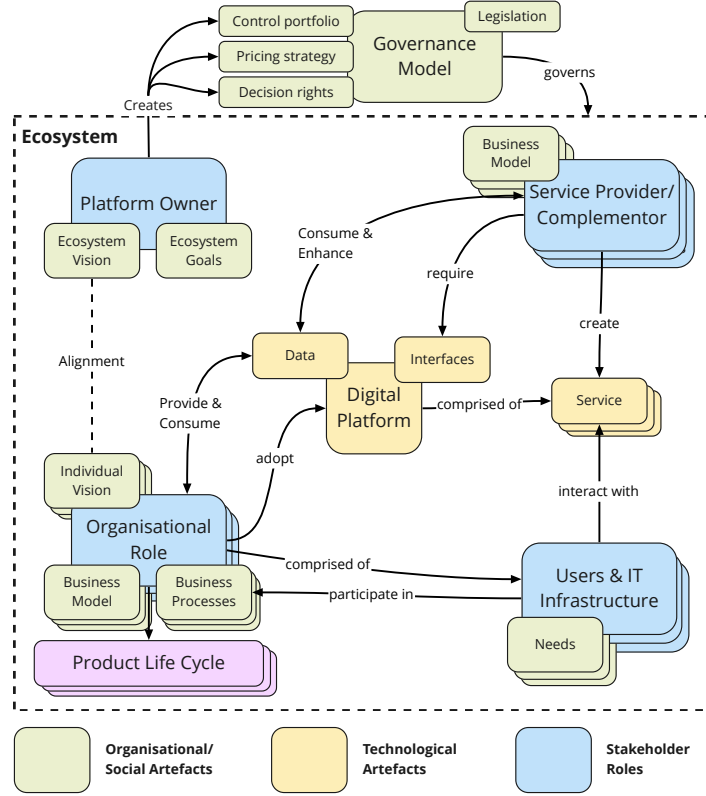 Control portfolio
Legislation
Governance
Model
Pricing strategy
Decision rights
governs
Creates
Ecosystem
Business
Model
Platform Owner
Service Provider/
Complementor
Ecosystem
Vision
Ecosystem
Goals
Consume &
Enhance
require
create
Alignment
Data
Interfaces
Digital
Platform
comprised of
Service
Provide &
Consume
adopt
Individual
Vision
interact with
Organisational
Role
comprised of
Users & IT
Infrastructure
Business
Model
Business
Processes
participate in
Needs
Product Life Cycle
Organisational/
Social Artefacts
Technological
Artefacts
Stakeholder
Roles